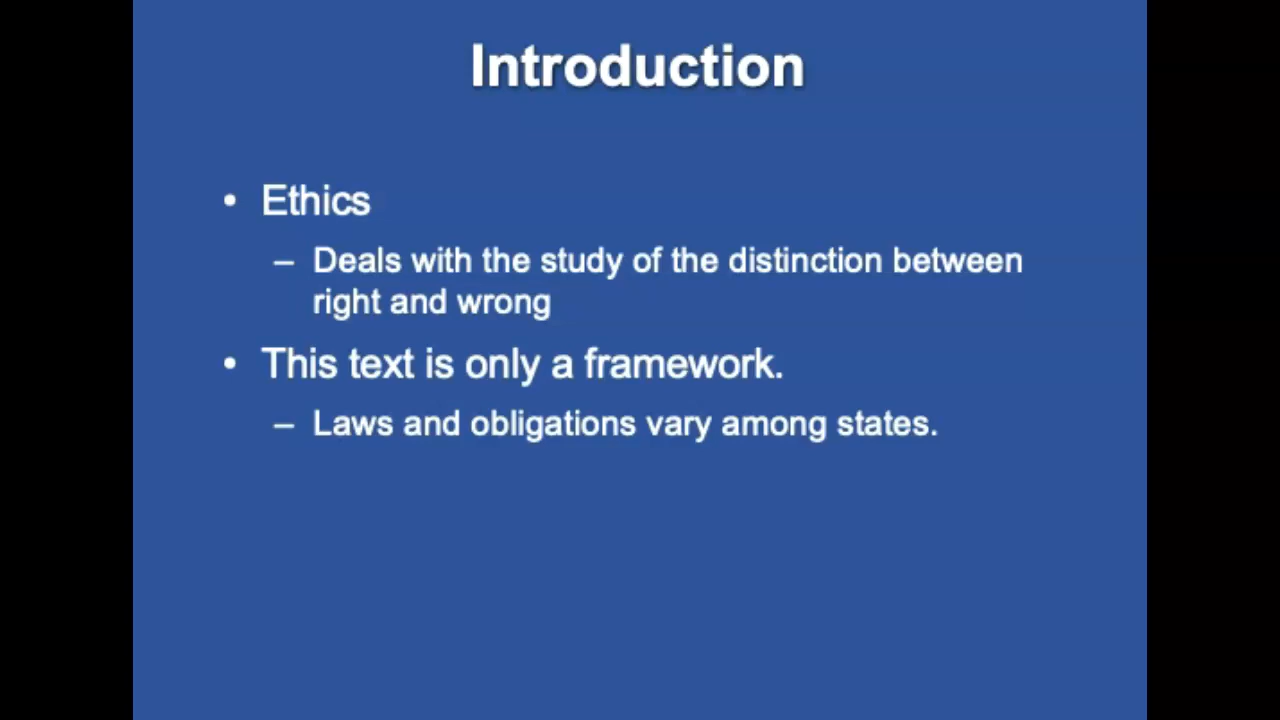 Introduction
• Ethics
– Deals with the study of the distinction between
right and wrong
• This text is only a framework.
– Laws and obligations vary among states.